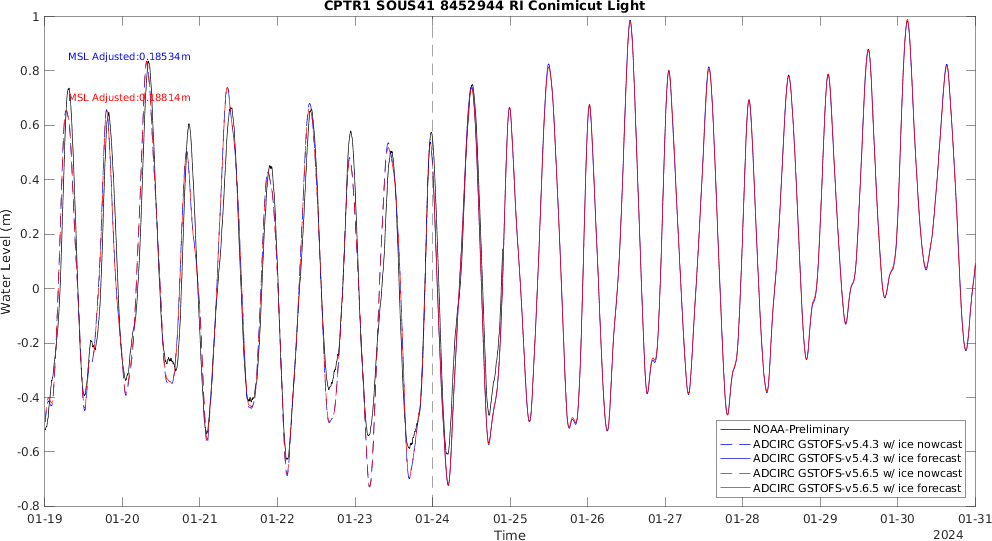 CPTR1 SOUS41 8452944 RI Conimicut Light
1
0.8
0.6
0.4
0.2
0
-0.2
-0.4
-0.6
-0.8
Water Level (m)
MSL Adjusted:0.18534m
MSL Adjusted:0.18814m
NOAA-Preliminary
ADCIRC GSTOFS-v5.4.3 w/ ice nowcast
ADCIRC GSTOFS-v5.4.3 w/ ice forecast
ADCIRC GSTOFS-v5.6.5 w/ ice nowcast
ADCIRC GSTOFS-v5.6.5 w/ ice forecast
01-19 01-20 01-21 01-22 01-23 01-24 01-25 01-26 01-27 01-28 01-29 01-30 01-31
Time
2024